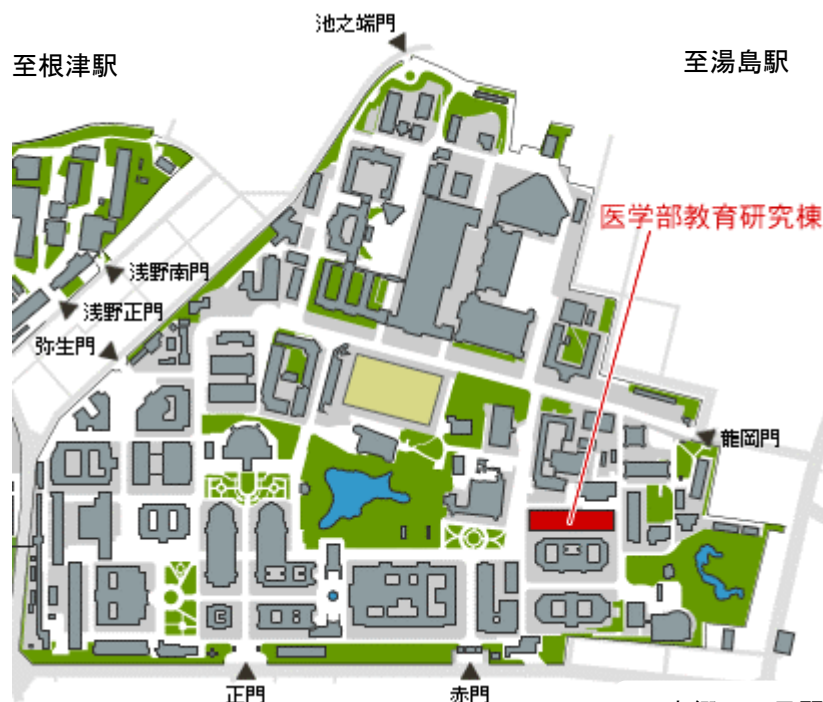 池之端門
至根津駅
至湯島駅
医学部教育研究棟
浅野南門
浅野正門
弥生門
龍岡門
正門
赤門